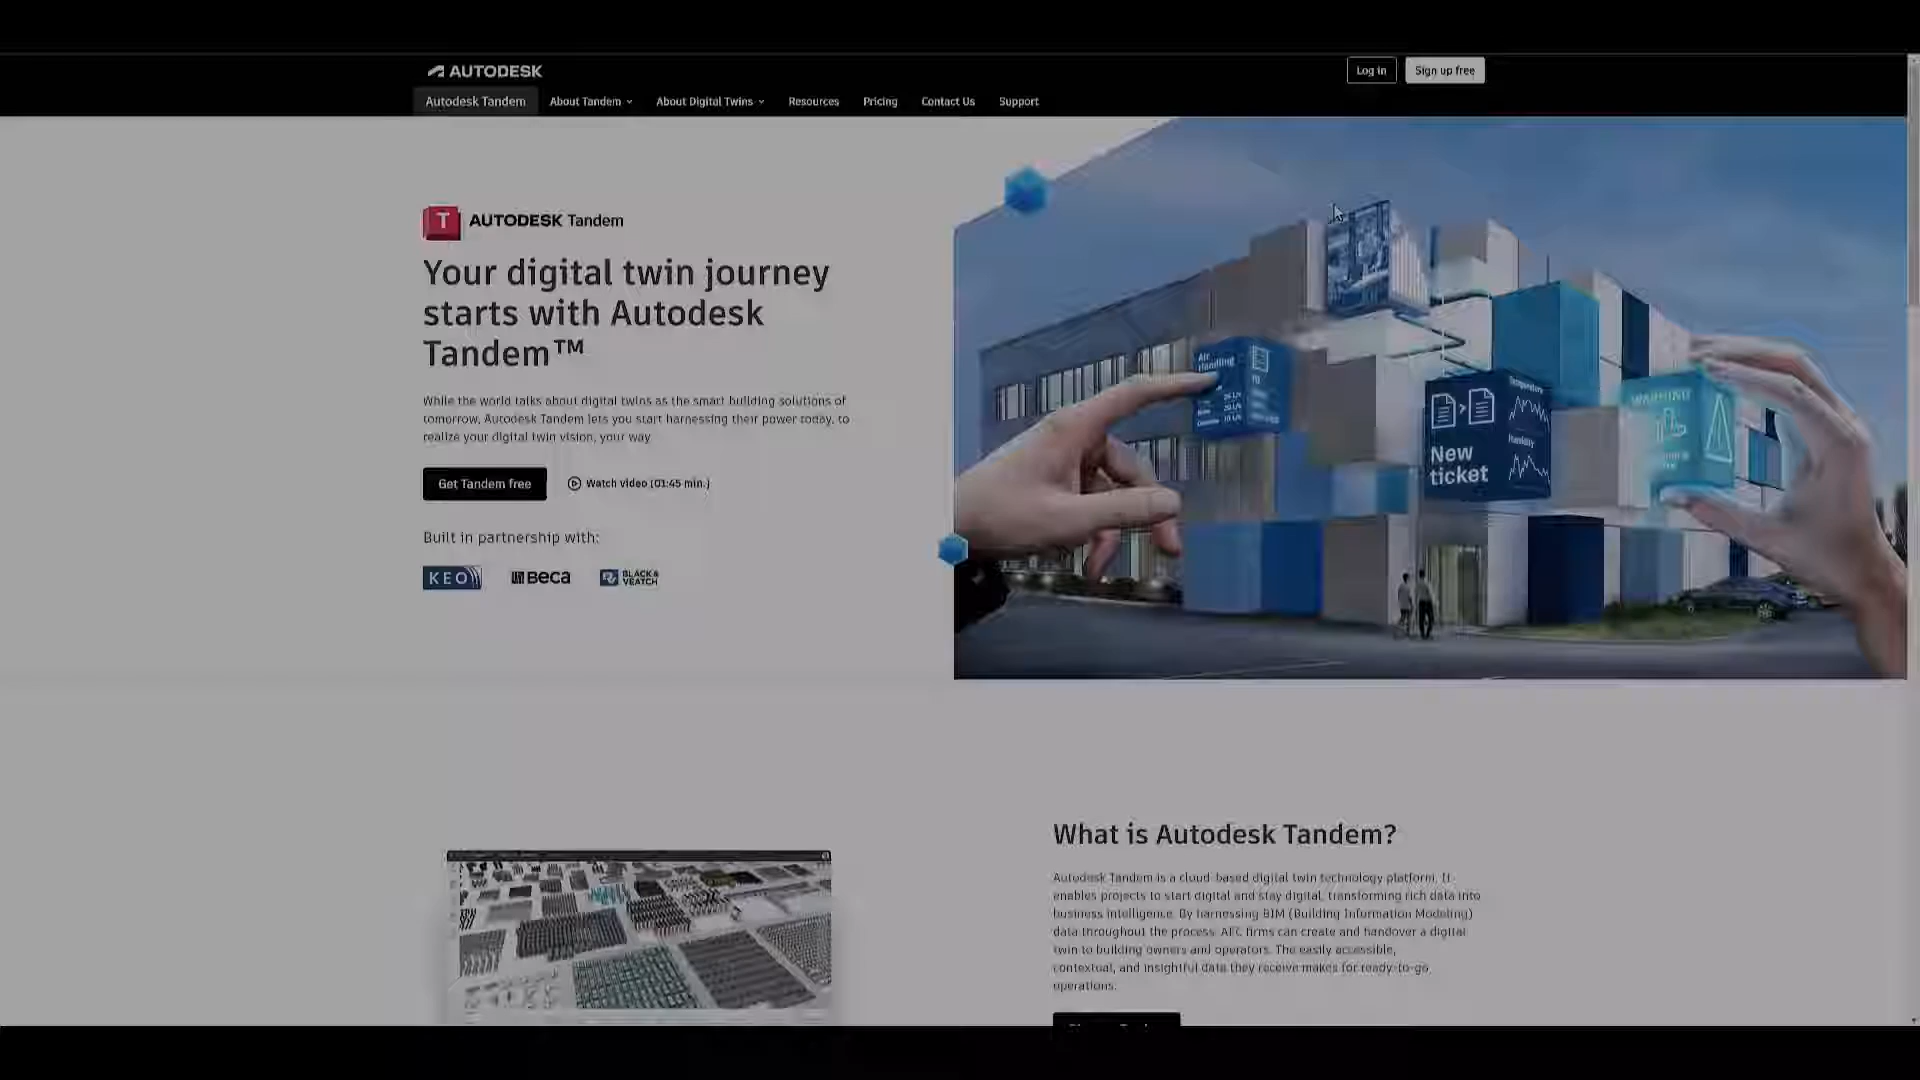 AUTODESK
Log in
Sign up free
Autodesk Tandem
About Tandem
About Digital Twins
Resources
Pricing
Contact Us
Support
T AUTODESK Tandem
Your digital twin journey
starts with Autodesk
Tandem™
While the world talks about digital twins as the smart building solutions of
tomorrow, Autodesk Tandem lets you start harnessing their power today, to
realize your digital twin vision, your way.
Get Tandem free
Watch video (01:45 min.)
Built in partnership with:
KEO
Beca
BLACK &
VEATCH
Air
Handling
New
ticket
Temperature
Humidity
WARNING
What is Autodesk Tandem?
Autodesk Tandem is a cloud-based digital twin technology platform. It
enables projects to start digital and stay digital, transforming rich data into
business intelligence. By harnessing BIM (Building Information Modeling)
data throughout the process, AEC firms can create and handover a digital
twin to building owners and operators. The easily accessible,
contextual, and insightful data they receive makes for ready-to-go
operations.